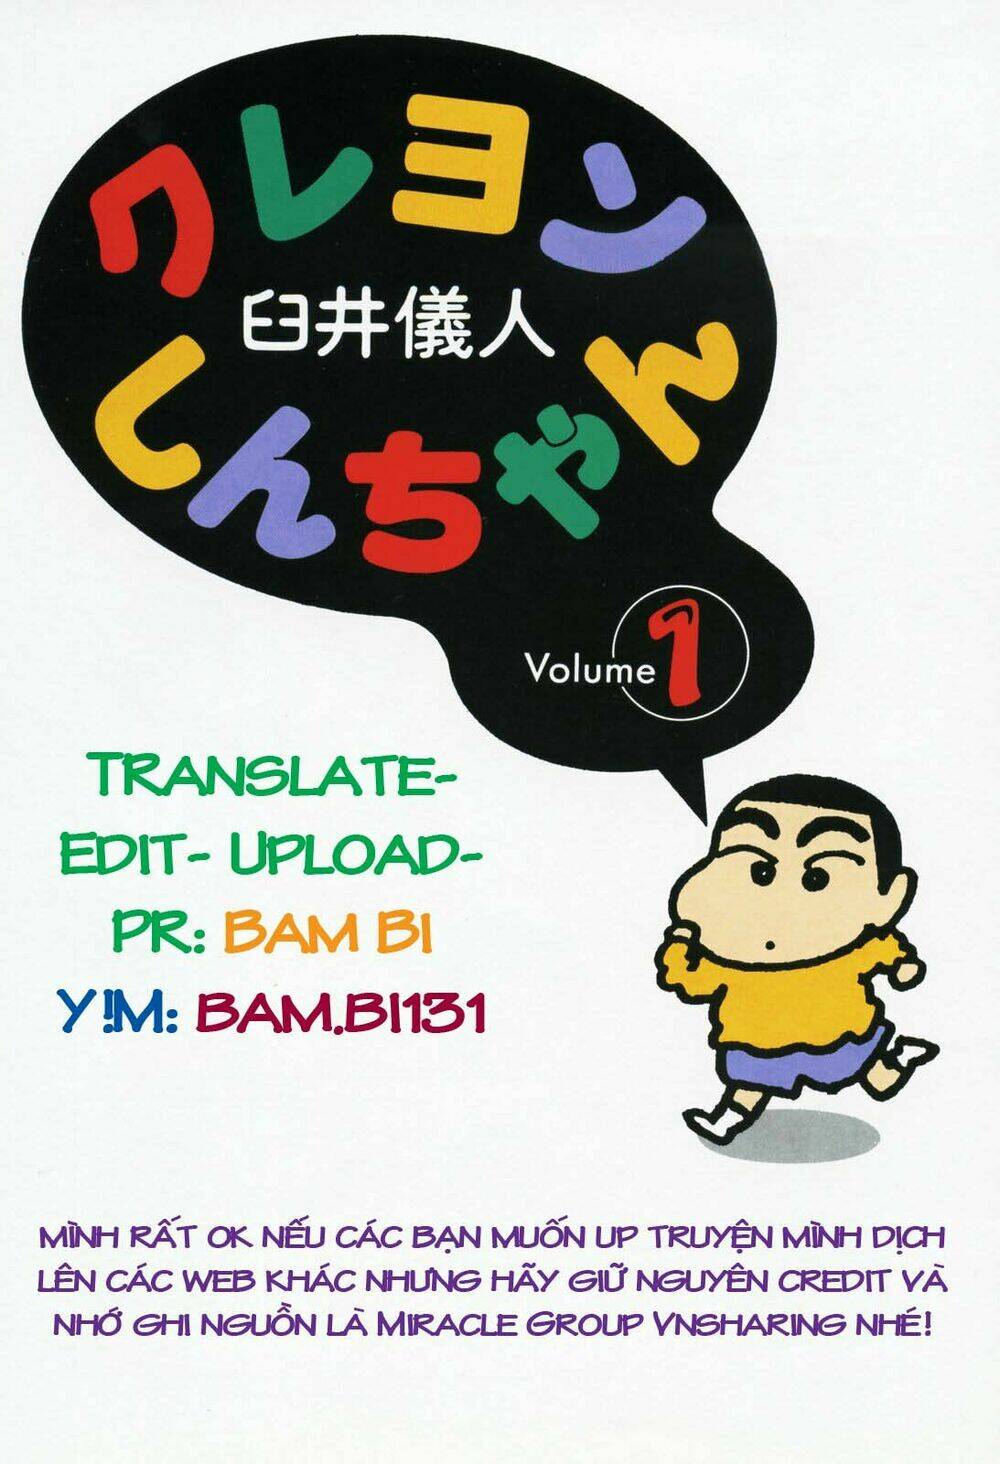 クレヨン
臼井儀人
しんちゃん
Volume 1
TRANSLATE-
EDIT- UPLOAD-
PR: BAM BI
Y!M: BAM.BI131
MÌNH RẤT OK NẾU CÁC BẠN MUỐN UP TRUYỆN MÌNH DỊCH
LÊN CÁC WEB KHÁC NHƯNG HÃY GIỮ NGUYÊN CREDIT VÀ
NHỚ GHI NGUỒN LÀ MIRACLE GROUP VNSHARING NHÉ!